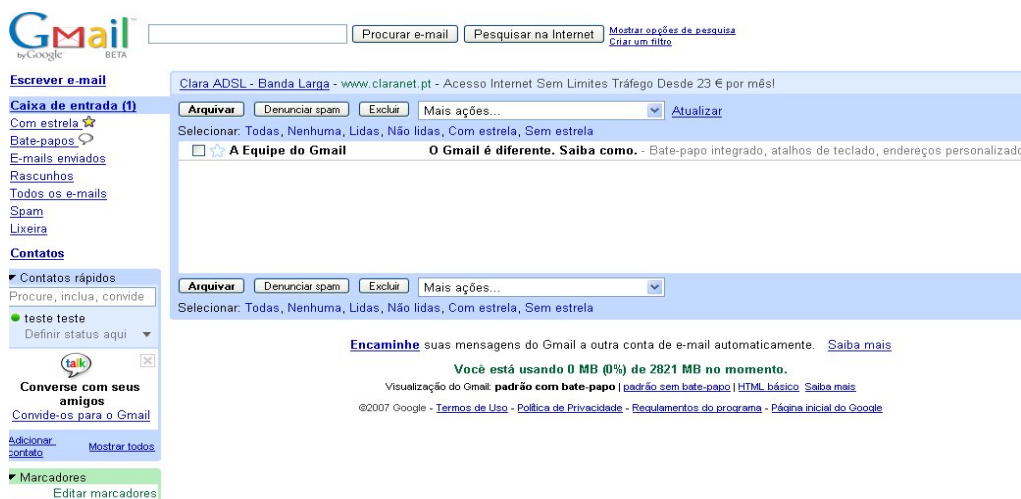 Gmail
by Google BETA
Procurar e-mail Pesquisar na Internet Mostrar opções de pesquisa
Criar um filtro
Escrever e-mail
Caixa de entrada (1)
Com estrela
Bate-papos
E-mails enviados
Rascunhos
Todos os e-mails
Spam
Lixeira
Contatos
Contatos rápidos
Procure, inclua, convide
teste teste
Definir status aqui
talk
Converse com seus
amigos
Convide-os para o Gmail
Adicionar
contato
Mostrar todos
Marcadores
Editar marcadores
Clara ADSL - Banda Larga - www.claranet.pt - Acesso Internet Sem Limites Tráfego Desde 23 € por mês!
Arquivar Denunciar spam Excluir Mais ações... Atualizar
Selecionar: Todas, Nenhuma, Lidas, Não lidas, Com estrela, Sem estrela
A Equipe do Gmail O Gmail é diferente. Saiba como. - Bate-papo integrado, atalhos de teclado, endereços personalizado
Arquivar Denunciar spam Excluir Mais ações...
Selecionar: Todas, Nenhuma, Lidas, Não lidas, Com estrela, Sem estrela
Encaminhe suas mensagens do Gmail a outra conta de e-mail automaticamente. Saiba mais
Você está usando 0 MB (0%) de 2821 MB no momento.
Visualização do Gmail: padrão com bate-papo | padrão sem bate-papo | HTML básico Saiba mais
©2007 Google - Termos de Uso - Política de Privacidade - Regulamentos do programa - Página inicial do Google